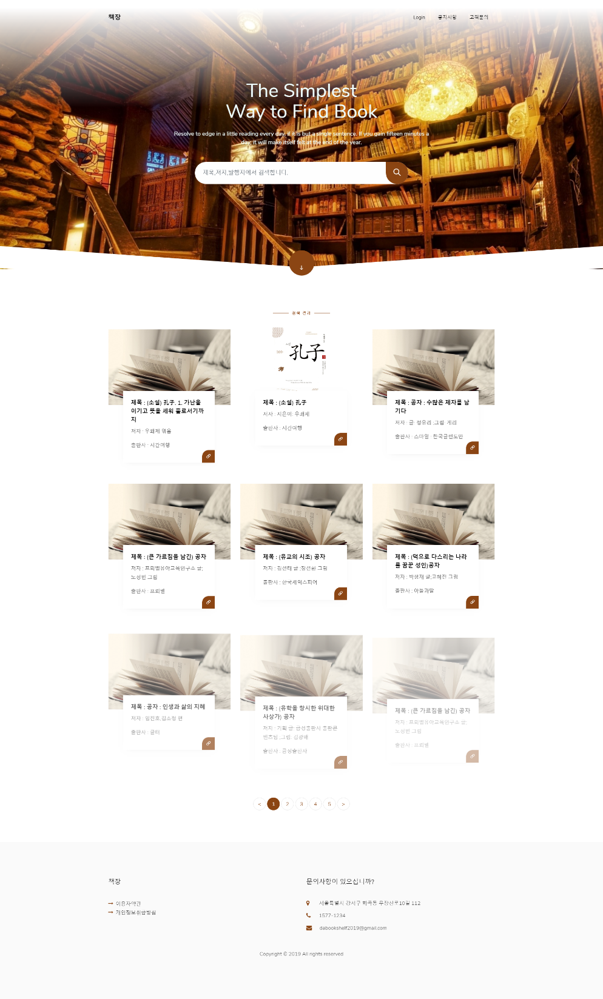 책장
Login 공지사항 고객문의
The Simplest
Way to Find Book
Resolve to edge in a little reading every day, if it is but a single sentence. If you gain fifteen minutes a
day, it will make itself felt at the end of the year.
제목,저자,발행자에서 검색합니다.
검색 결과
孔子
제목 : (소설) 孔子. 1, 가난을
이기고 뜻을 세워 홀로서기까
지
저자 : 우쾌제 엮음
출판사 : 시간여행
제목 : (소설) 孔子
저자 : 지은이: 우쾌제
출판사 : 시간여행
제목 : 공자 : 수많은 제자를 남
기다
저자 : 글: 정유리 ;그림: 게리
출판사 : 스마일 : 한국글렌도만
제목 : (큰 가르침을 남긴) 공자
저자 : 프뢰벨유아교육연구소 글;
노성빈 그림
출판사 : 프뢰벨
제목 : (유교의 시조) 공자
저자 : 김선태 글 ;정선환 그림
출판사 : 한국셰익스피어
제목 : (덕으로 다스리는 나라
를 꿈꾼 성인)공자
저자 : 박생재 글;고혜진 그림
출판사 : 아들과딸
제목 : 공자 : 인생과 삶의 지혜
저자 : 임진호,김소정 편
출판사 : 글터
제목 : (유학을 창시한 위대한
사상가) 공자
저자 : 기획·글: 금성출판사 출판콘
텐츠팀 ;그림: 김광배
출판사 : 금성출판사
제목 : (큰 가르침을 남긴) 공자
저자 : 프뢰벨유아교육연구소 글;
노성빈 그림
출판사 : 프뢰벨
< 1 2 3 4 5 >
책장
이용자약관
개인정보취급방침
문의사항이 있으십니까?
서울특별시 강서구 화곡동 우장산로10길 112
1577-1234
dabookshelf2019@gmail.com
Copyright © 2019 All rights reserved